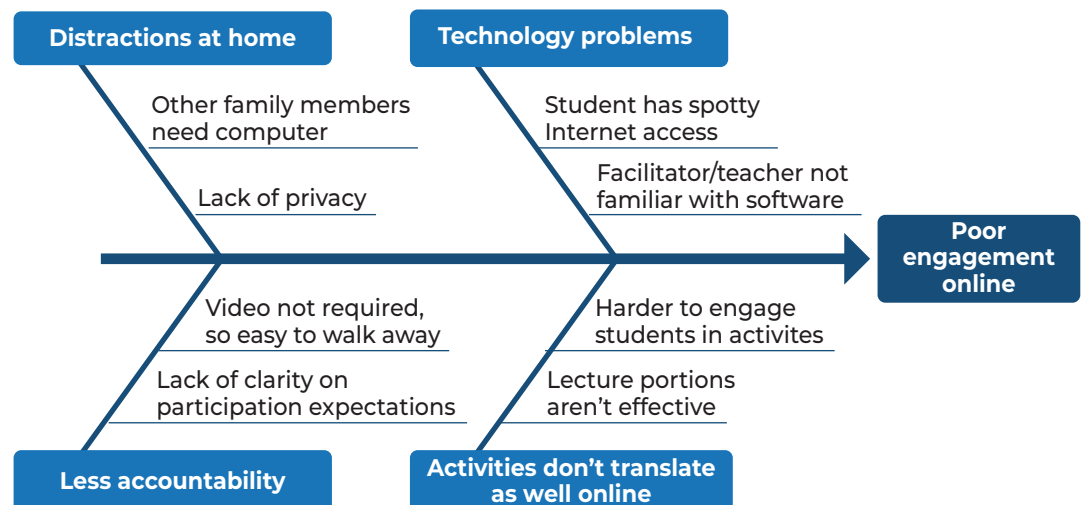 Distractions at home
Technology problems
Other family members
need computer
Lack of privacy
Student has spotty
Internet access
Facilitator/teacher not
familiar with software
Poor
engagement
online
Video not required,
so easy to walk away
Lack of clarity on
participation expectations
Harder to engage
students in activites
Lecture portions
aren’t effective
Less accountability
Activities don’t translate
as well online